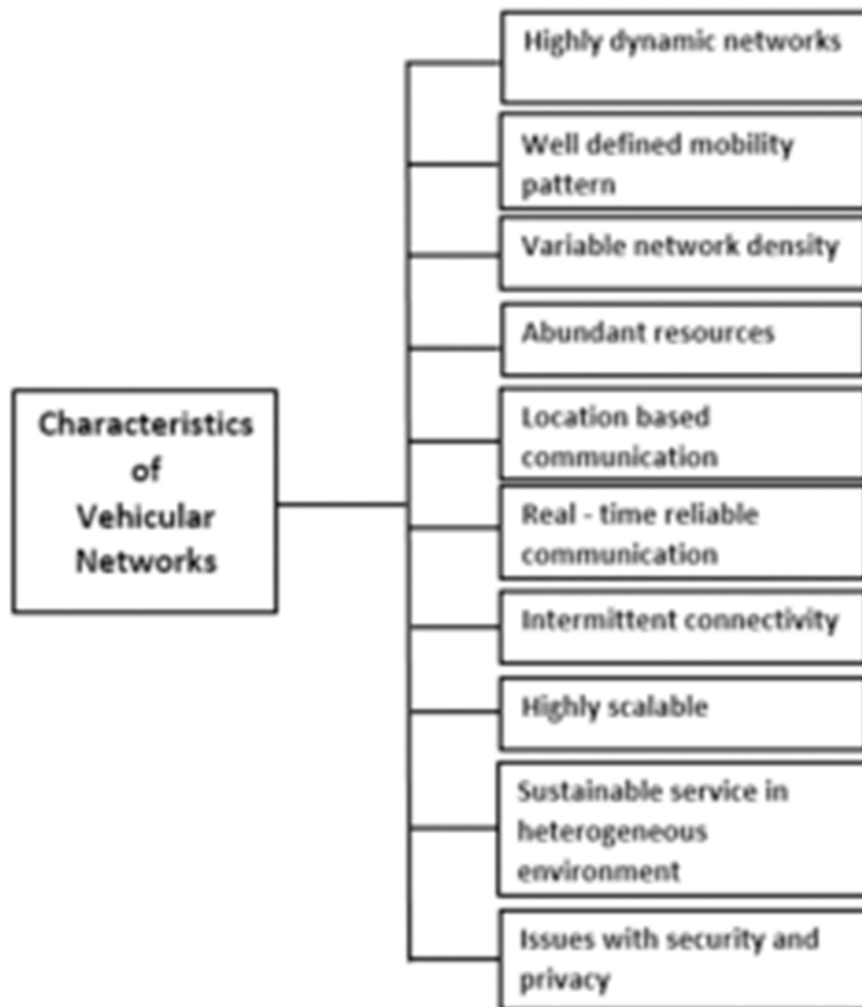 Characteristics
of
Vehicular
Networks
Highly dynamic networks
Well defined mobility
pattern
Variable network density
Abundant resources
Location based
communication
Real - time reliable
communication
Intermittent connectivity
Highly scalable
Sustainable service in
heterogeneous
environment
Issues with security and
privacy